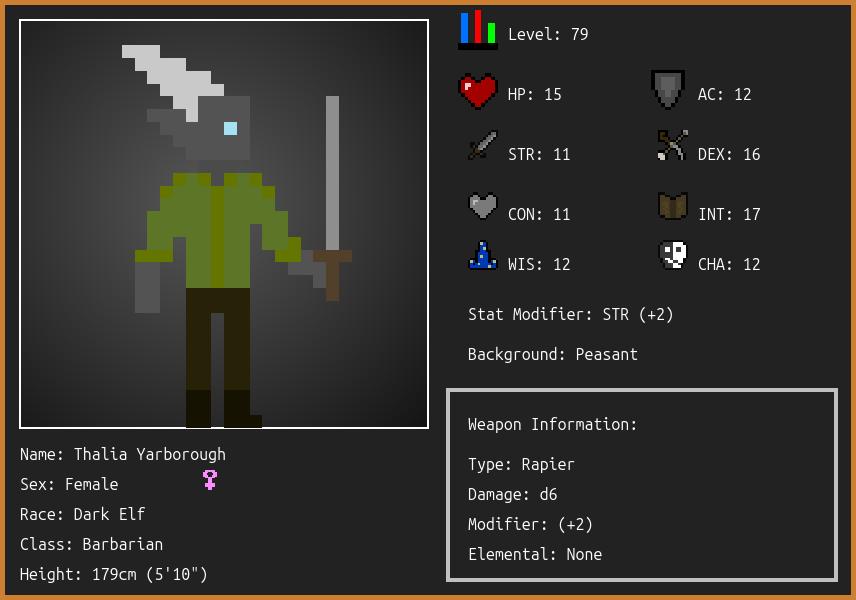 Level: 79
HP: 15
AC: 12
STR: 11
DEX: 16
CON: 11
INT: 17
WIS: 12
CHA: 12
Stat Modifier: STR (+2)
Background: Peasant
Weapon Information:
Type: Rapier
Damage: d6
Modifier: (+2)
Elemental: None
Name: Thalia Yarborough
Sex: Female
Race: Dark Elf
Class: Barbarian
Height: 179cm (5'10")